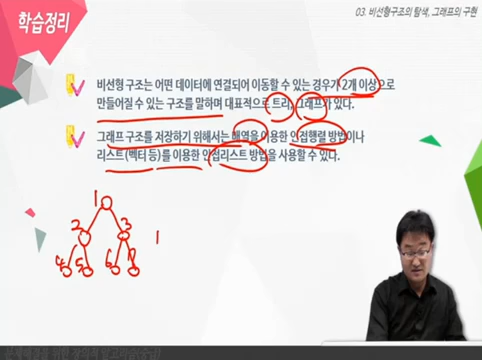 학습정리
03. 비선형구조의 탐색, 그래프의 구현
비선형 구조는 어떤 데이터에 연결되어 이동할 수 있는 경우가 2개 이상으로
만들어질 수 있는 구조를 말하며 대표적으로 트리, 그래프가 있다.
그래프 구조를 저장하기 위해서는 배열을 이용한 인접행렬 방법이나
리스트(벡터 등)를 이용한 인접리스트 방법을 사용할 수 있다.
1
2 3
4 5 6 7
1